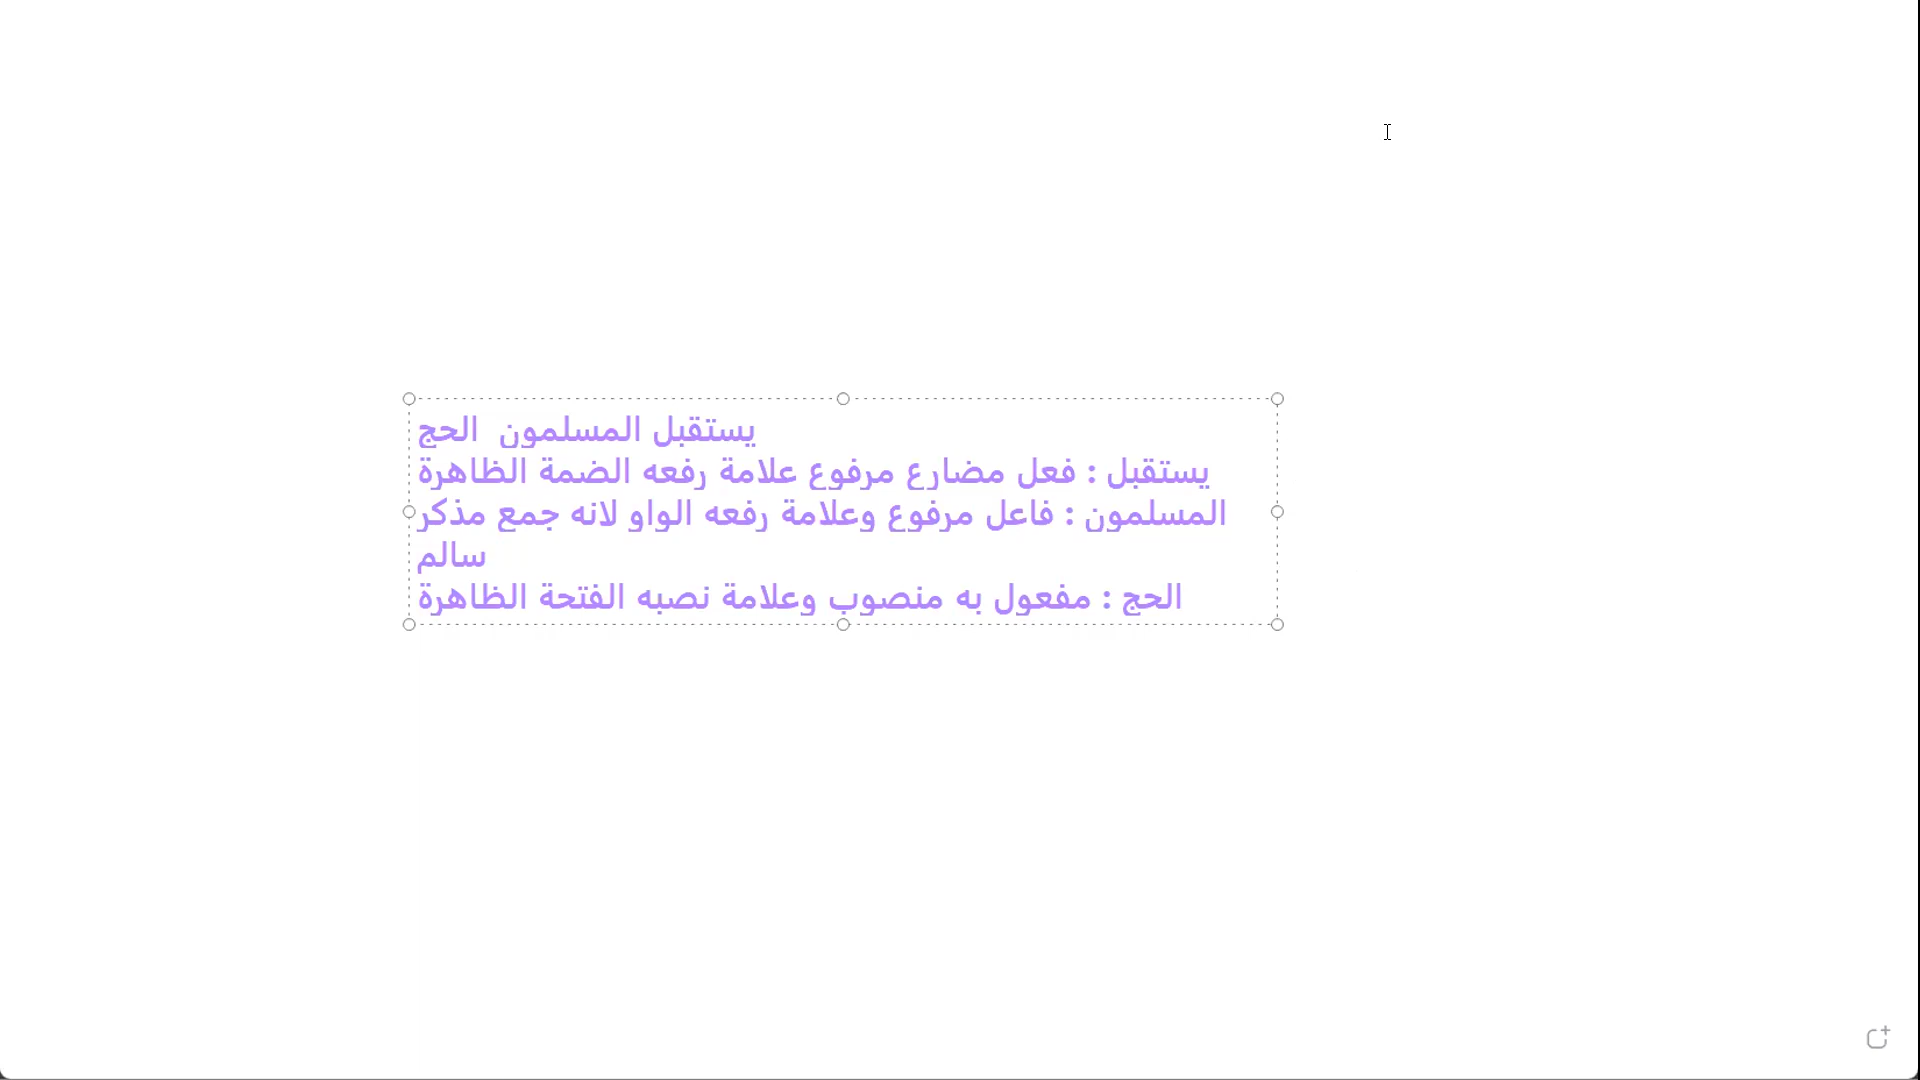 يستقبل المسلمون  الحج
يستقبل : فعل مضارع مرفوع علامة رفعه الضمة الظاهرة
المسلمون : فاعل مرفوع وعلامة رفعه الواو لانه جمع مذكر
سالم
الحج : مفعول به منصوب وعلامة نصبه الفتحة الظاهرة